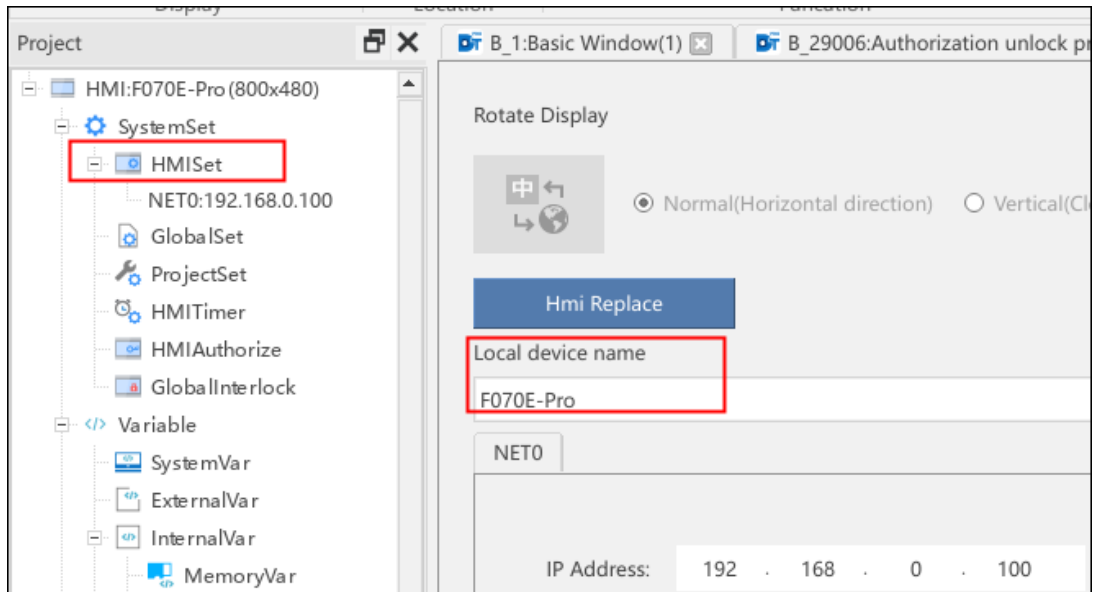 Display
Project
B_1:Basic Window(1)
B_29006:Authorization unlock
HMI:F070E-Pro(800x480)
SystemSet
HMISet
NET0:192.168.0.100
GlobalSet
ProjectSet
HMITimer
HMIAuthorize
GlobalInterlock
Variable
SystemVar
ExternalVar
InternalVar
MemoryVar
Rotate Display
中
Normal(Horizontal direction)
Vertical(Cl
Hmi Replace
Local device name
F070E-Pro
NET0
IP Address: 192 . 168 . 0 . 100